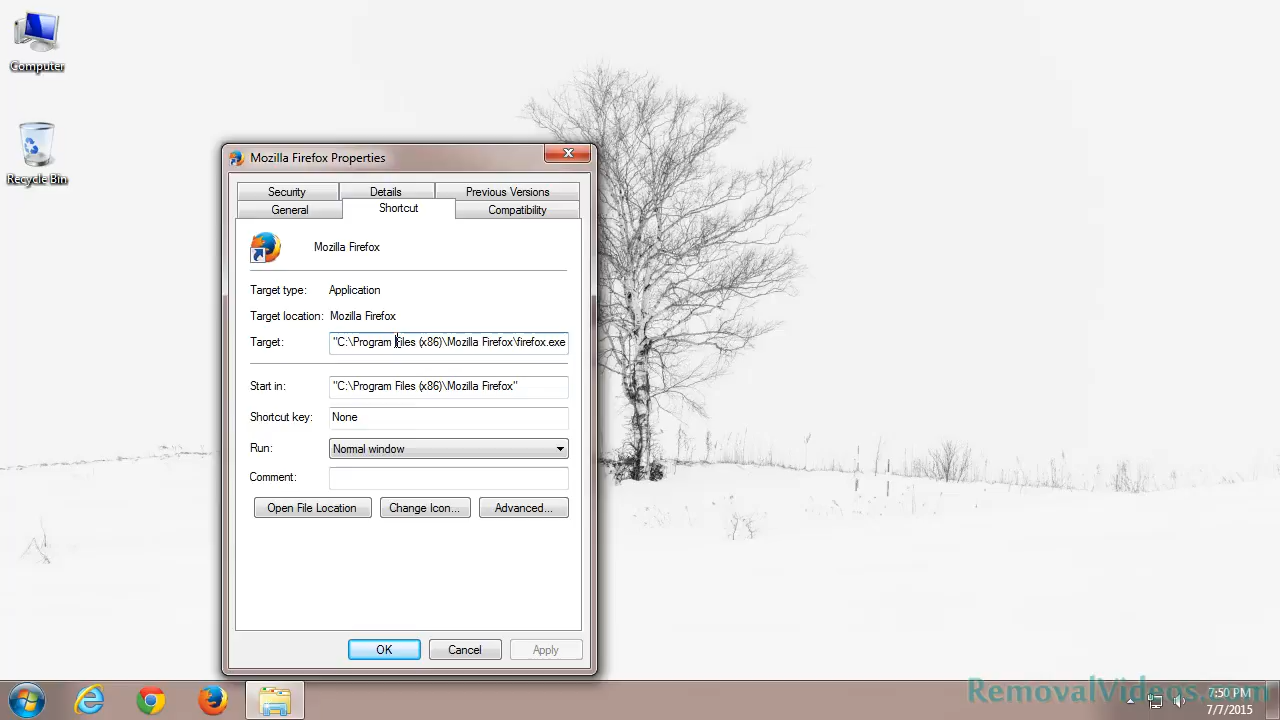 Computer
Recycle Bin
Mozilla Firefox Properties
Security
Details
Previous Versions
General
Shortcut
Compatibility
Mozilla Firefox
Target type: Application
Target location: Mozilla Firefox
Target: "C:\Program Files (x86)\Mozilla Firefox\firefox.exe
Start in: "C:\Program Files (x86)\Mozilla Firefox"
Shortcut key: None
Run: Normal window
Comment:
Open File Location
Change Icon...
Advanced...
OK
Cancel
Apply
RemovalVideos.com
7:50 PM
7/7/2015